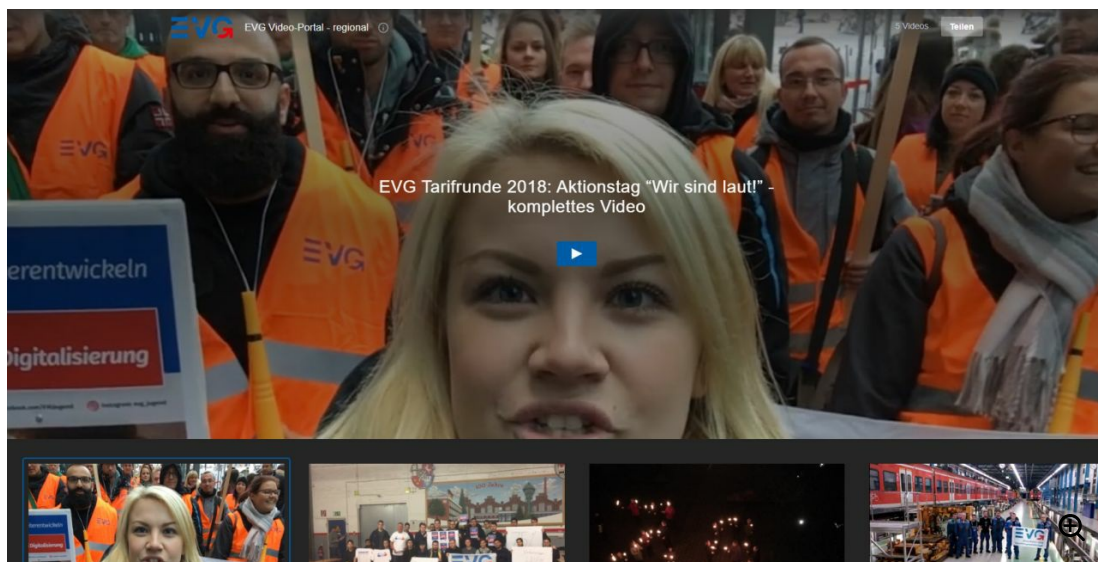 EVG
EVG Video-Portal - regional
5 Videos
Teilen
EVG
EVG
EVG Tarifrunde 2018: Aktionstag “Wir sind laut!” -
komplettes Video
EVG
erentwickeln
Digitalisierung
EVG
EVG